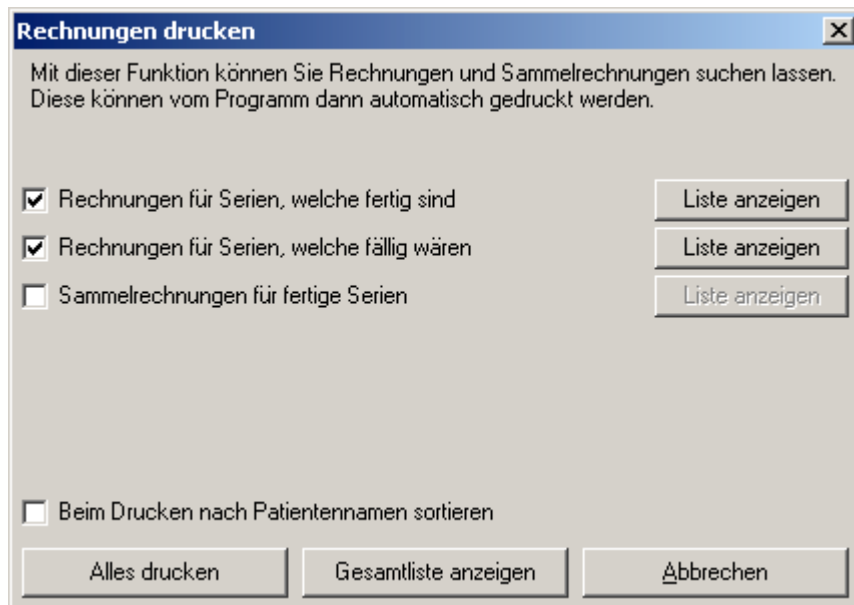 Rechnungen drucken
Mit dieser Funktion können Sie Rechnungen und Sammelrechnungen suchen lassen.
Diese können vom Programm dann automatisch gedruckt werden.
Rechnungen für Serien, welche fertig sind
Liste anzeigen
Rechnungen für Serien, welche fällig wären
Liste anzeigen
Sammelrechnungen für fertige Serien
Liste anzeigen
Beim Drucken nach Patientennamen sortieren
Alles drucken
Gesamtliste anzeigen
Abbrechen